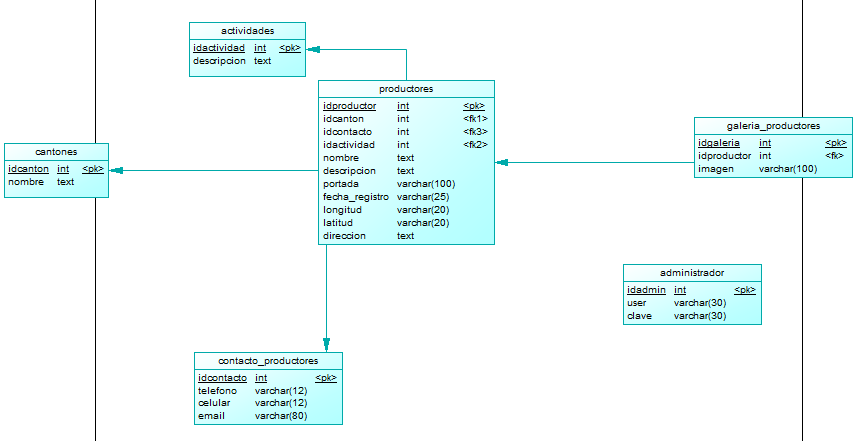 actividades
idactividad int <pk>
descripcion text
productores
idproductor int <pk>
idcanton int <fk1>
idcontacto int <fk3>
idactividad int <fk2>
nombre text
descripcion text
portada varchar(100)
fecha_registro varchar(25)
longitud varchar(20)
latitud varchar(20)
direccion text
galeria_productores
idgaleria int <pk>
idproductor int <fk>
imagen varchar(100)
cantones
idcanton int <pk>
nombre text
administrador
idadmin int <pk>
user varchar(30)
clave varchar(30)
contacto_productores
idcontacto int <pk>
telefono varchar(12)
celular varchar(12)
email varchar(80)